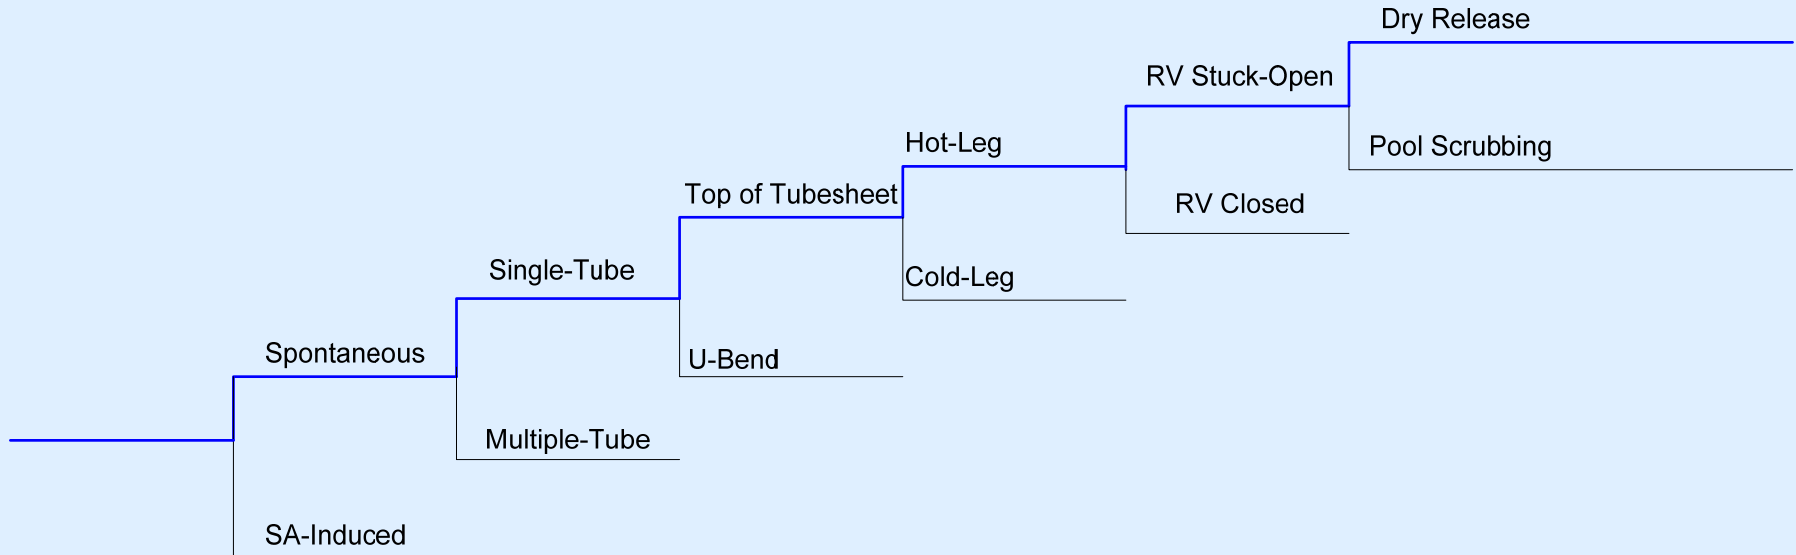 Dry Release
RV Stuck-Open
Hot-Leg
Pool Scrubbing
Top of Tubesheet
RV Closed
Single-Tube
Cold-Leg
Spontaneous
U-Bend
Multiple-Tube
SA-Induced